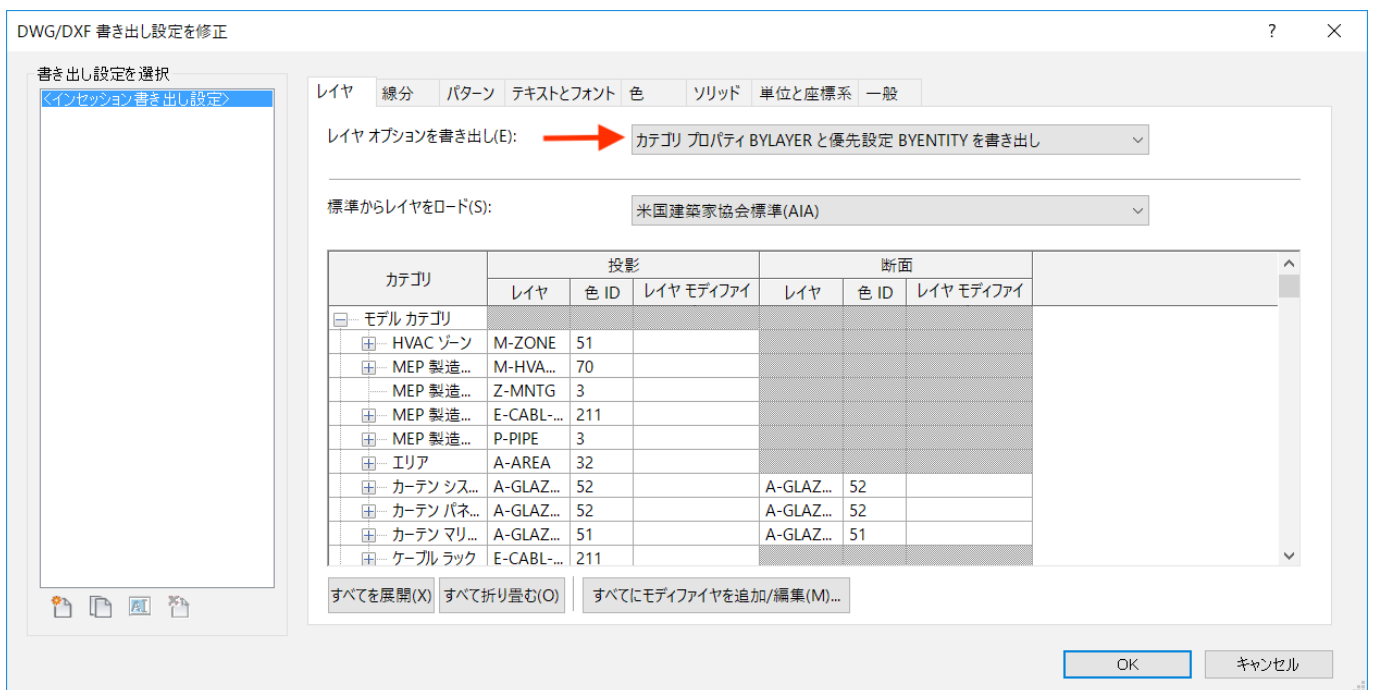 DWG/DXF 書き出し設定を修正
書き出し設定を選択
<インセッション書き出し設定>
レイヤ 線分 パターン テキストとフォント 色 ソリッド 単位と座標系 一般
レイヤ オプションを書き出し(E): カテゴリ プロパティ BYLAYER と優先設定 BYENTITY を書き出し
標準からレイヤをロード(S): 米国建築家協会標準(AIA)
カテゴリ 投影 断面
レイヤ 色 ID レイヤ モディファイ レイヤ 色 ID レイヤ モディファイ
モデル カテゴリ
HVAC ゾーン M-ZONE 51
MEP 製造... M-HVA... 70
MEP 製造... Z-MNTG 3
MEP 製造... E-CABL-... 211
MEP 製造... P-PIPE 3
エリア A-AREA 32
カーテン シス... A-GLAZ... 52 A-GLAZ... 52
カーテン パネ... A-GLAZ... 52 A-GLAZ... 52
カーテン マリ... A-GLAZ... 51 A-GLAZ... 51
ケーブル ラック E-CABL-... 211
すべてを展開(X) すべて折り畳む(O) すべてにモディファイヤを追加/編集(M)...
OK キャンセル